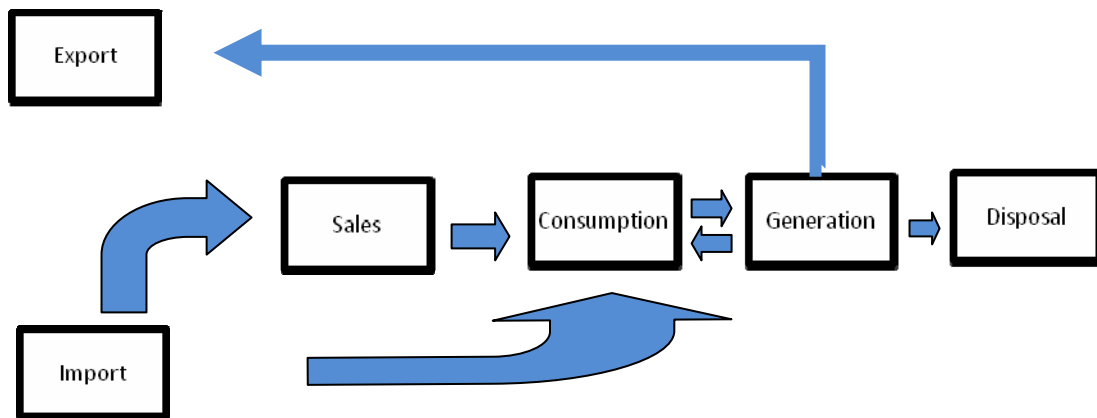 Export
Sales
Consumption
Generation
Disposal
Import